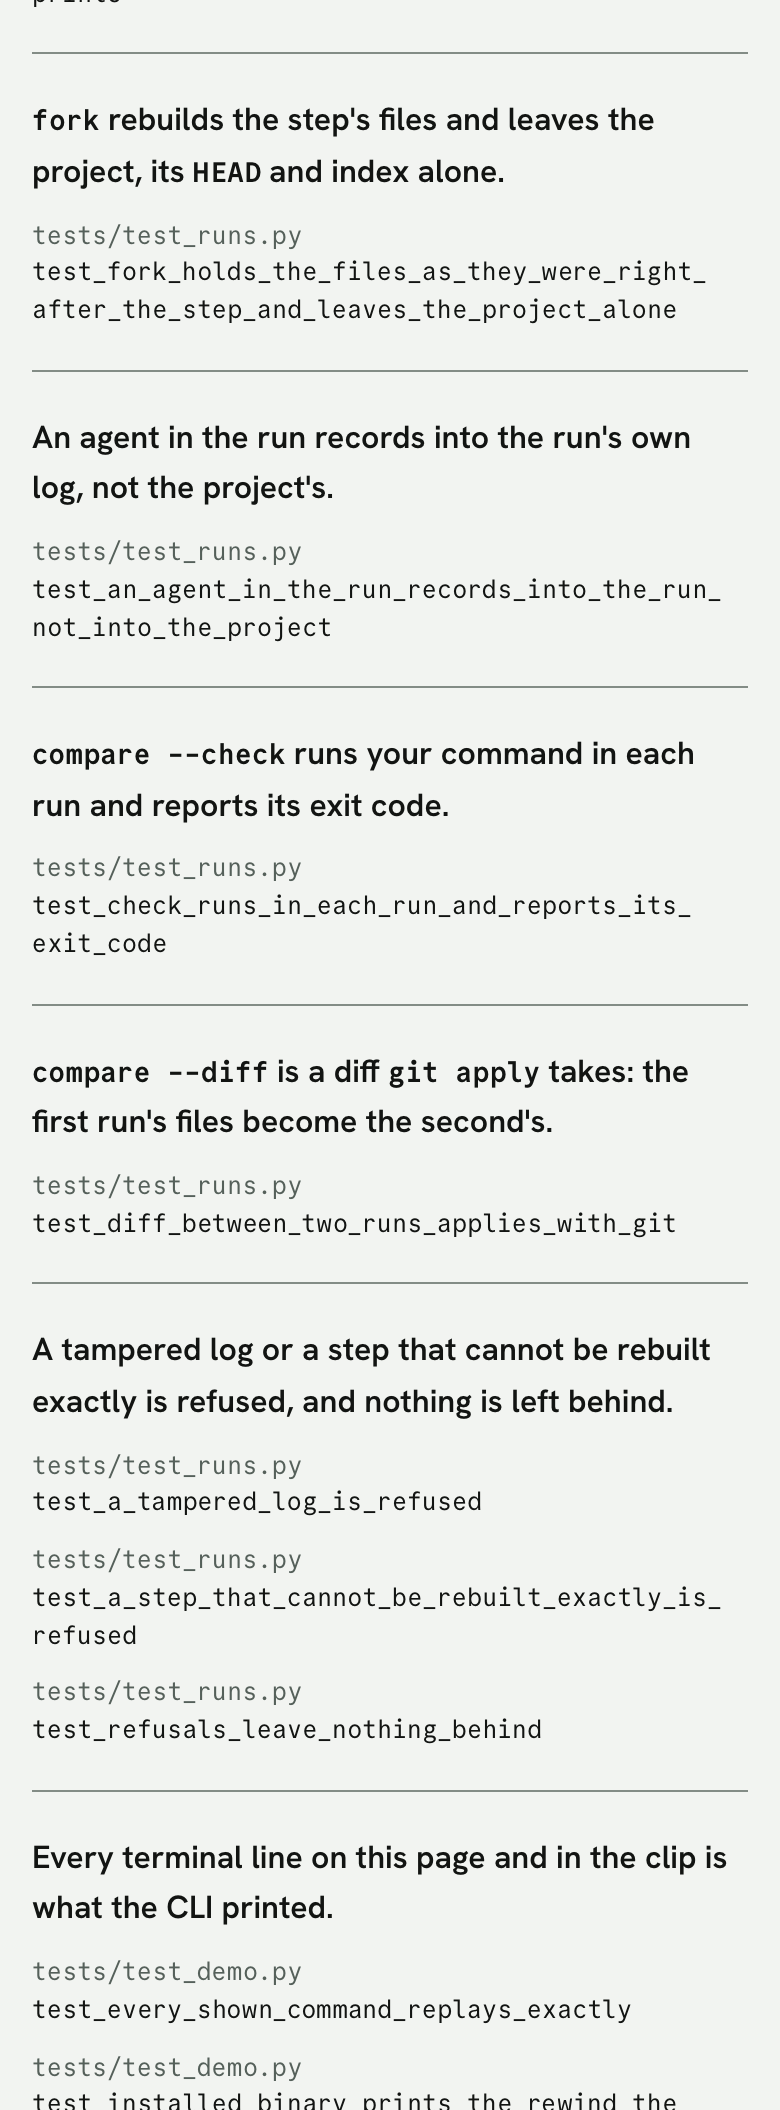 prints
fork rebuilds the step's files and leaves the
project, its HEAD and index alone.
tests/test_runs.py
test_fork_holds_the_files_as_they_were_right_
after_the_step_and_leaves_the_project_alone
An agent in the run records into the run's own
log, not the project's.
tests/test_runs.py
test_an_agent_in_the_run_records_into_the_run_
not_into_the_project
compare --check runs your command in each
run and reports its exit code.
tests/test_runs.py
test_check_runs_in_each_run_and_reports_its_
exit_code
compare --diff is a diff git apply takes: the
first run's files become the second's.
tests/test_runs.py
test_diff_between_two_runs_applies_with_git
A tampered log or a step that cannot be rebuilt
exactly is refused, and nothing is left behind.
tests/test_runs.py
test_a_tampered_log_is_refused
tests/test_runs.py
test_a_step_that_cannot_be_rebuilt_exactly_is_
refused
tests/test_runs.py
test_refusals_leave_nothing_behind
Every terminal line on this page and in the clip is
what the CLI printed.
tests/test_demo.py
test_every_shown_command_replays_exactly
tests/test_demo.py
test_installed_binary_prints_the_rewind_the_